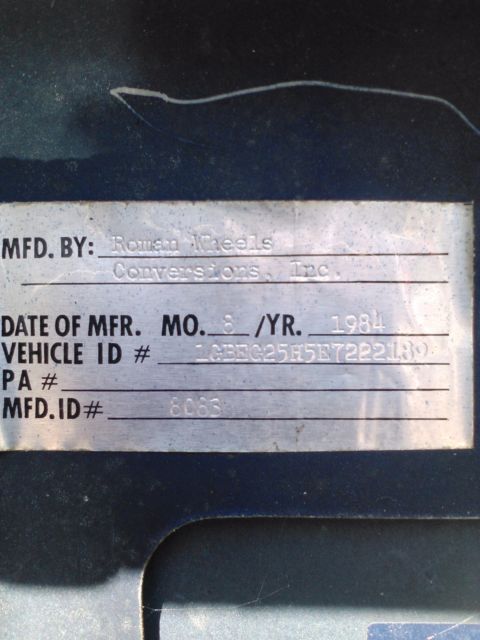 MFD. BY: Roman Wheels
Conversions, Inc.
DATE OF MFR. MO. 8 /YR. 1984
VEHICLE ID # 1GBEG25H5E7222189
PA #
MFD.ID# 8083